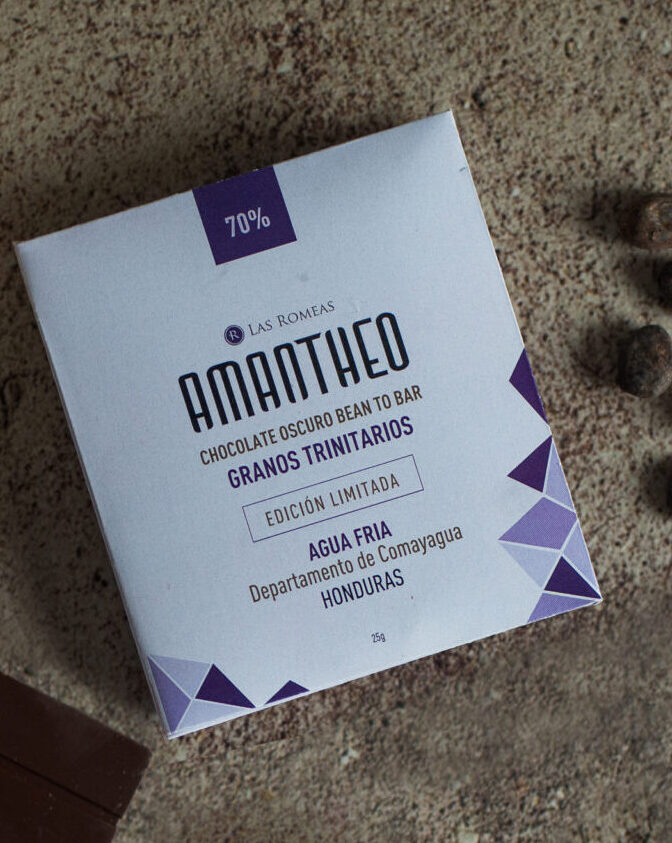 70%
R LAS ROMEAS
AMANTHEO
CHOCOLATE OSCURO BEAN TO BAR
GRANOS TRINITARIOS
EDICIÓN LIMITADA
AGUA FRIA
Departamento de Comayagua
HONDURAS
25g